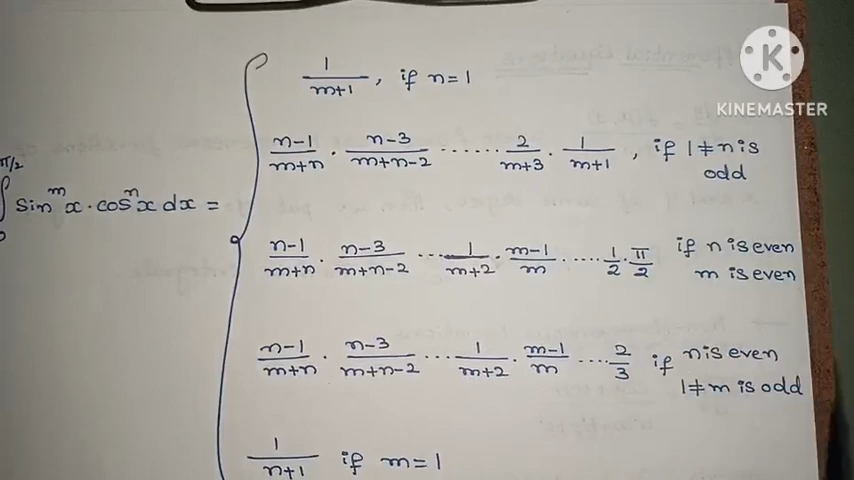 KINEMASTER
1/(m+1), if n=1
(n-1)/(m+n) · (n-3)/(m+n-2) ······· 2/(m+3) · 1/(m+1), if 1≠n is odd
∫₀^(π/2) sin^m x · cos^n x dx =
(n-1)/(m+n) · (n-3)/(m+n-2) ··· 1/(m+2) · (m-1)/m ····· 1/2 · π/2 if n is even m is even
(n-1)/(m+n) · (n-3)/(m+n-2) ··· 1/(m+2) · (m-1)/m ···· 2/3 if n is even 1≠m is odd
1/(n+1) if m=1